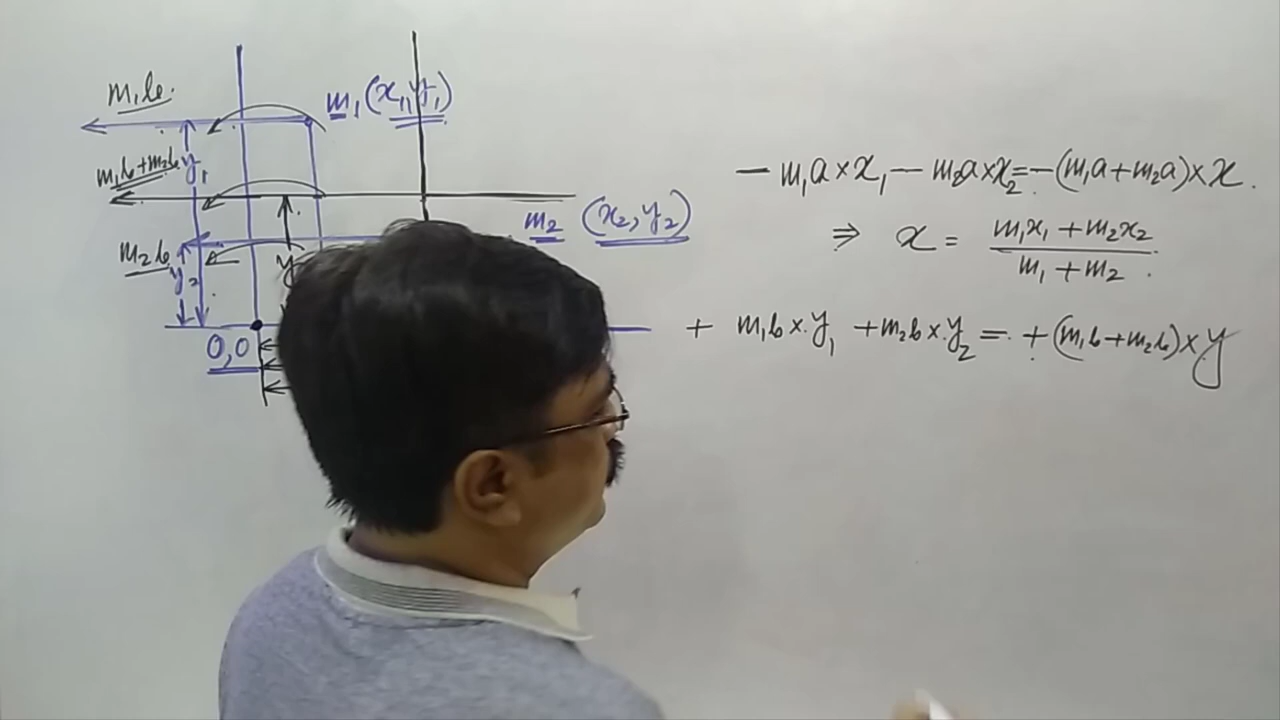 m₁b.
m₁(x₁,y₁)
m₁b+m₂b
y₁
m₂ (x₂, y₂)
m₂b
y₂
y
0,0
- m₁a×x₁ - m₂a×x₂=-(m₁a+m₂a)×x.
⇒ x = (m₁x₁ + m₂x₂)/(m₁ + m₂).
+ m₁b×y₁ +m₂b×y₂ = +(m₁b+m₂b)×y